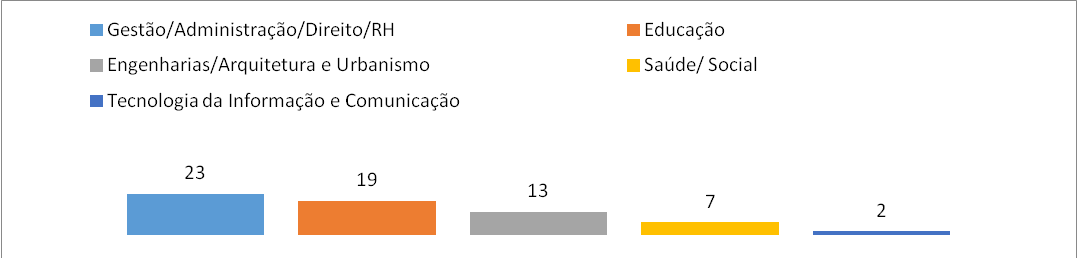 Gestão/Administração/Direito/RH
Educação
Engenharias/Arquitetura e Urbanismo
Saúde/ Social
Tecnologia da Informação e Comunicação
23
19
13
7
2